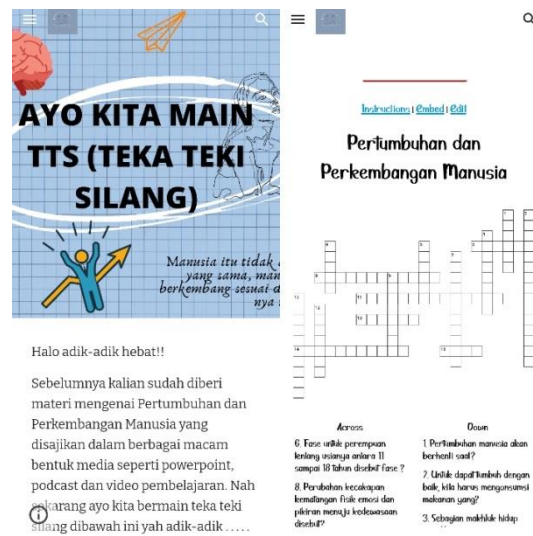 AYO KITA MAIN
TTS (TEKA TEKI
SILANG)
Manusia itu tidak
yang sama, man
berkembang sesuai d
nya
Halo adik-adik hebat!!
Sebelumnya kalian sudah diberi
materi mengenai Pertumbuhan dan
Perkembangan Manusia yang
disajikan dalam berbagai macam
bentuk media seperti powerpoint,
podcast dan video pembelajaran. Nah
sekarang ayo kita bermain teka teki
silang dibawah ini yah adik-adik . . . . .
Instructions | Embed | Edit
Pertumbuhan dan
Perkembangan Manusia
Across
6. Fase untuk perempuan
tentang usianya antara 11
sampai 18 tahun disebut fase ?
8. Perubahan kecakapan
kematangan fisik emosi dan
pikiran menuju kedewasaan
disebut?
Down
1. Pertumbuhan manusia akan
berhenti saat?
2. Untuk dapat tumbuh dengan
baik, kita harus mengonsumsi
makanan yang?
3. Sebagian makhluk hidup